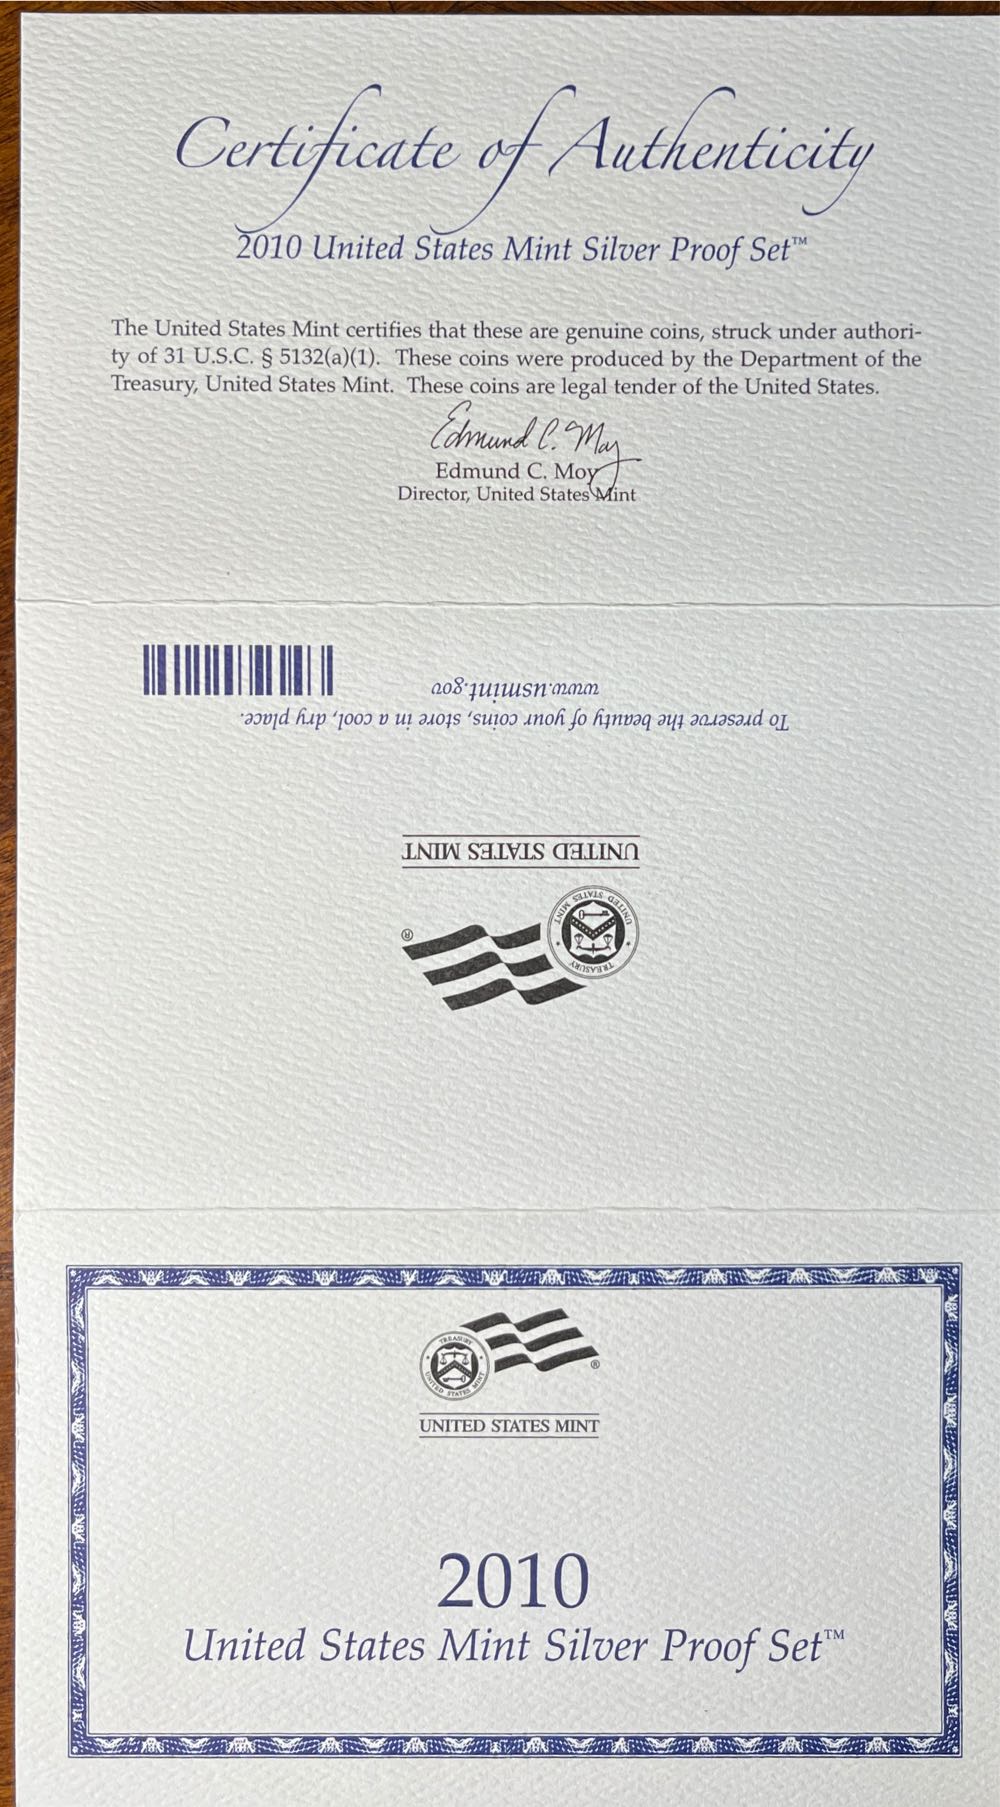 Certificate of Authenticity
2010 United States Mint Silver Proof Set™
The United States Mint certifies that these are genuine coins, struck under authori-
ty of 31 U.S.C. § 5132(a)(1). These coins were produced by the Department of the
Treasury, United States Mint. These coins are legal tender of the United States.
Edmund C. Moy
Edmund C. Moy
Director, United States Mint
To preserve the beauty of your coins, store in a cool, dry place.
www.usmint.gov
TREASURY
UNITED STATES MINT
®
UNITED STATES MINT
TREASURY
UNITED STATES MINT
®
UNITED STATES MINT
2010
United States Mint Silver Proof Set™